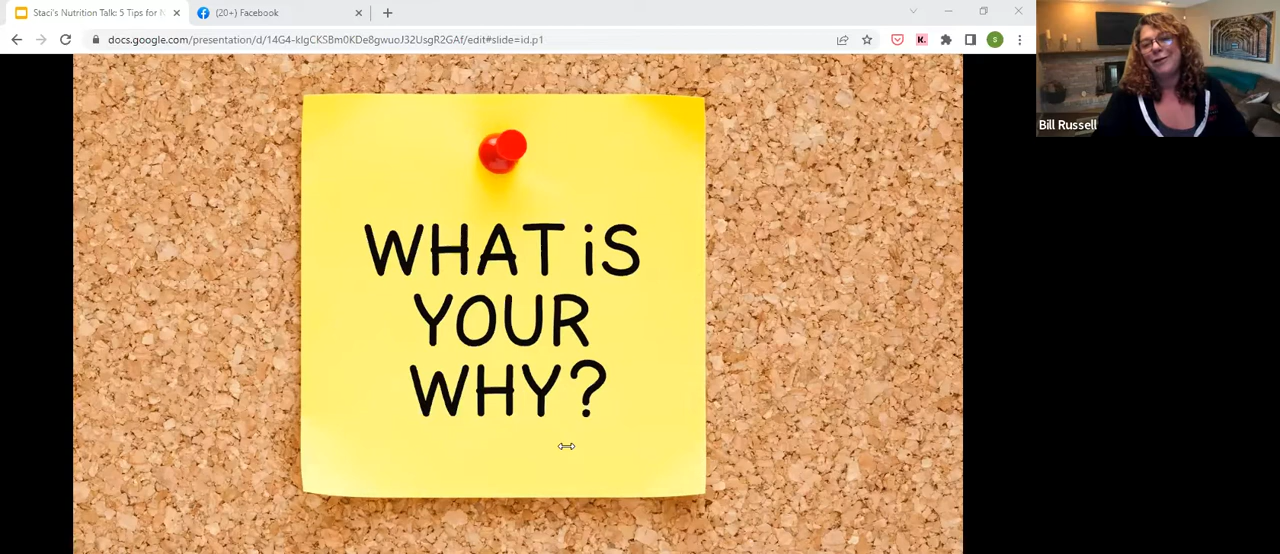 Staci's Nutrition Talk: 5 Tips for N
(20+) Facebook
docs.google.com/presentation/d/14G4-kIgCKSBm0KDe8gwuoJ32UsgR2GAf/edit#slide=id.p1
K.
S
Bill Russell
WHAT iS
YOUR
WHY?